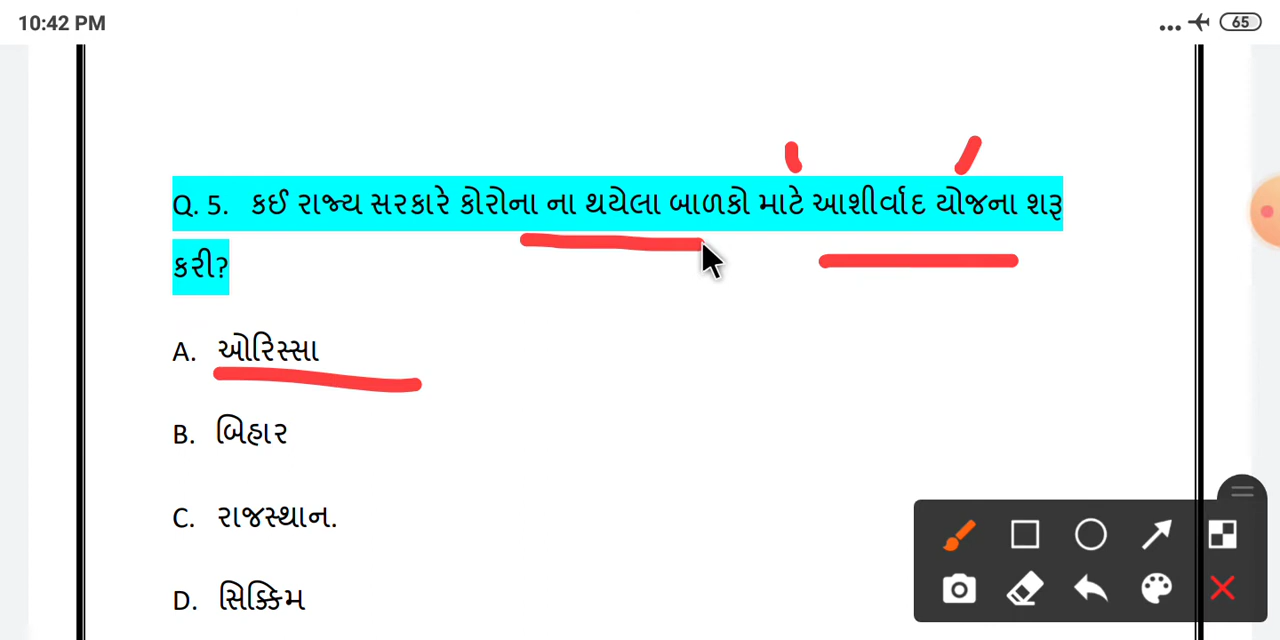 10:42 PM
65
Q. 5. કઈ રાજ્ય સરકારે કોરોના ના થયેલા બાળકો માટે આશીર્વાદ યોજના શરૂ
કરી?
A. ઓરિસ્સા
B. બિહાર
C. રાજસ્થાન.
D. સિક્કિમ